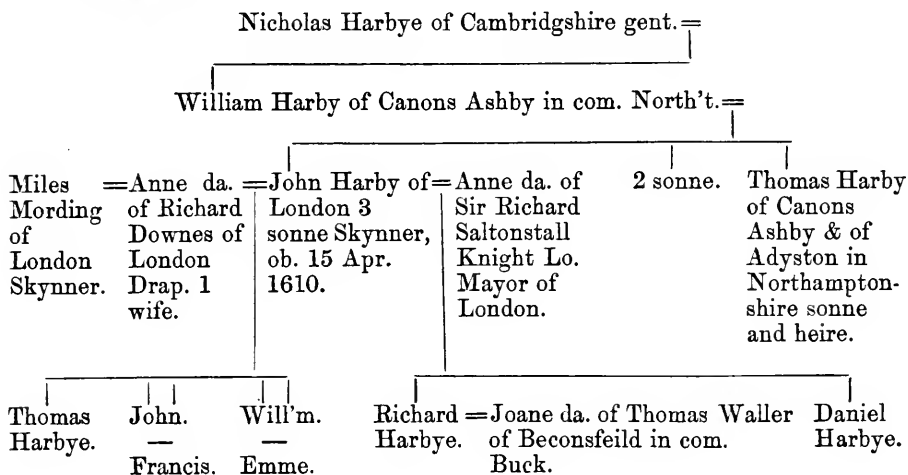 Nicholas Harbye of Cambridgshire gent.=
William Harby of Canons Ashby in com. North't.=
Miles
Mording
of
London
Skynner.
=Anne da.
of Richard
Downes of
London
Drap. 1
wife.
=John Harby of
London 3
sonne Skynner,
ob. 15 Apr.
1610.
=Anne da. of
Sir Richard
Saltonstall
Knight Lo.
Mayor of
London.
2 sonne.
Thomas Harby
of Canons
Ashby & of
Adyston in
Northampton-
shire sonne
and heire.
Thomas
Harbye.
John.
—
Francis.
Will'm.
—
Emme.
Richard
Harbye.
=Joane da. of Thomas Waller
of Beconsfeild in com.
Buck.
Daniel
Harbye.